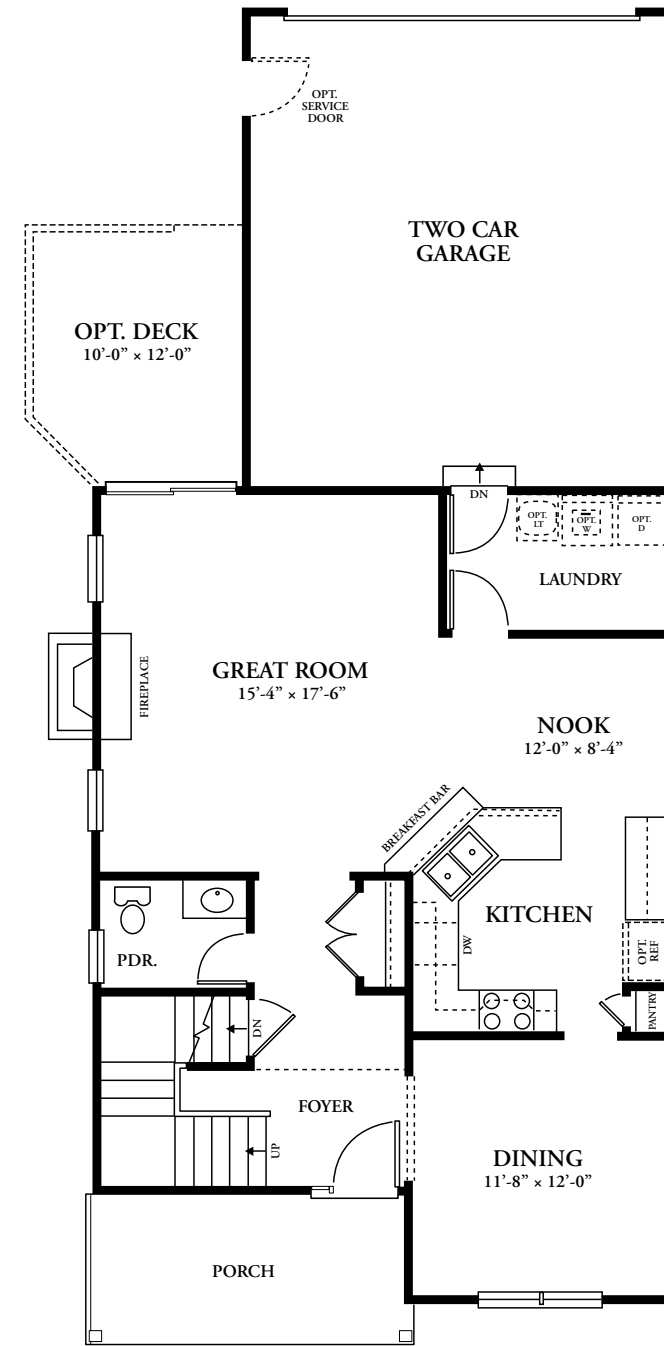 OPT.
SERVICE
DOOR
TWO CAR
GARAGE
OPT. DECK
10’-0” × 12’-0”
DN
OPT.
LT
OPT.
W
OPT.
D
LAUNDRY
GREAT ROOM
15’-4” × 17’-6”
FIREPLACE
NOOK
12’-0” × 8’-4”
BREAKFAST BAR
KITCHEN
DW
OPT.
REF
PANTRY
PDR.
DN
FOYER
UP
DINING
11’-8” × 12’-0”
PORCH